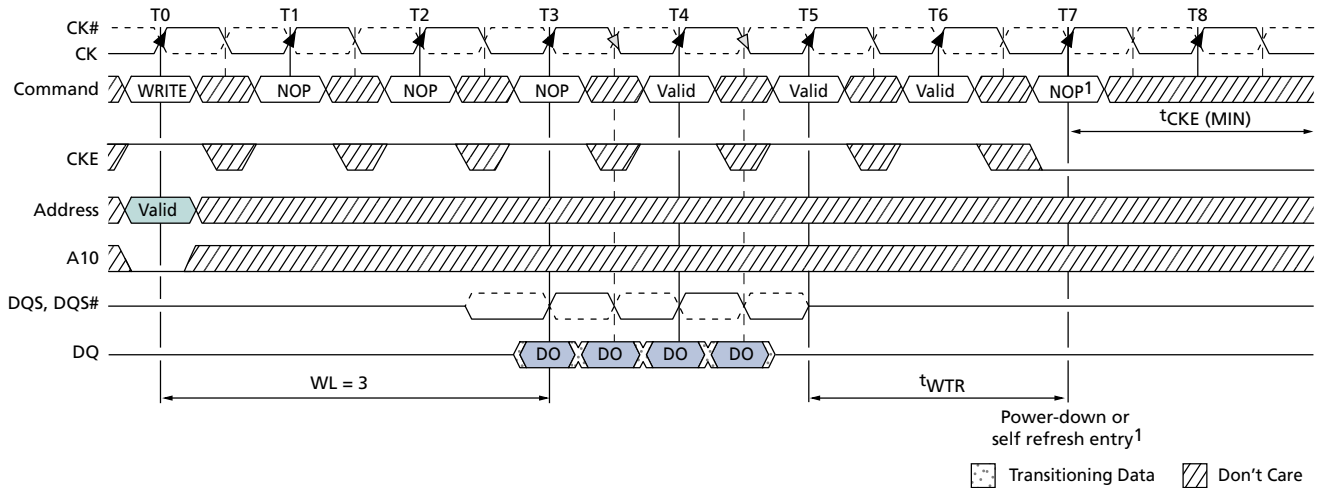 T0 T1 T2 T3 T4 T5 T6 T7 T8
CK#
CK
Command WRITE NOP NOP NOP Valid Valid Valid NOP1
tCKE (MIN)
CKE
Address Valid
A10
DQS, DQS#
DQ DO DO DO DO
WL = 3 tWTR
Power-down or
self refresh entry1
Transitioning Data Don't Care